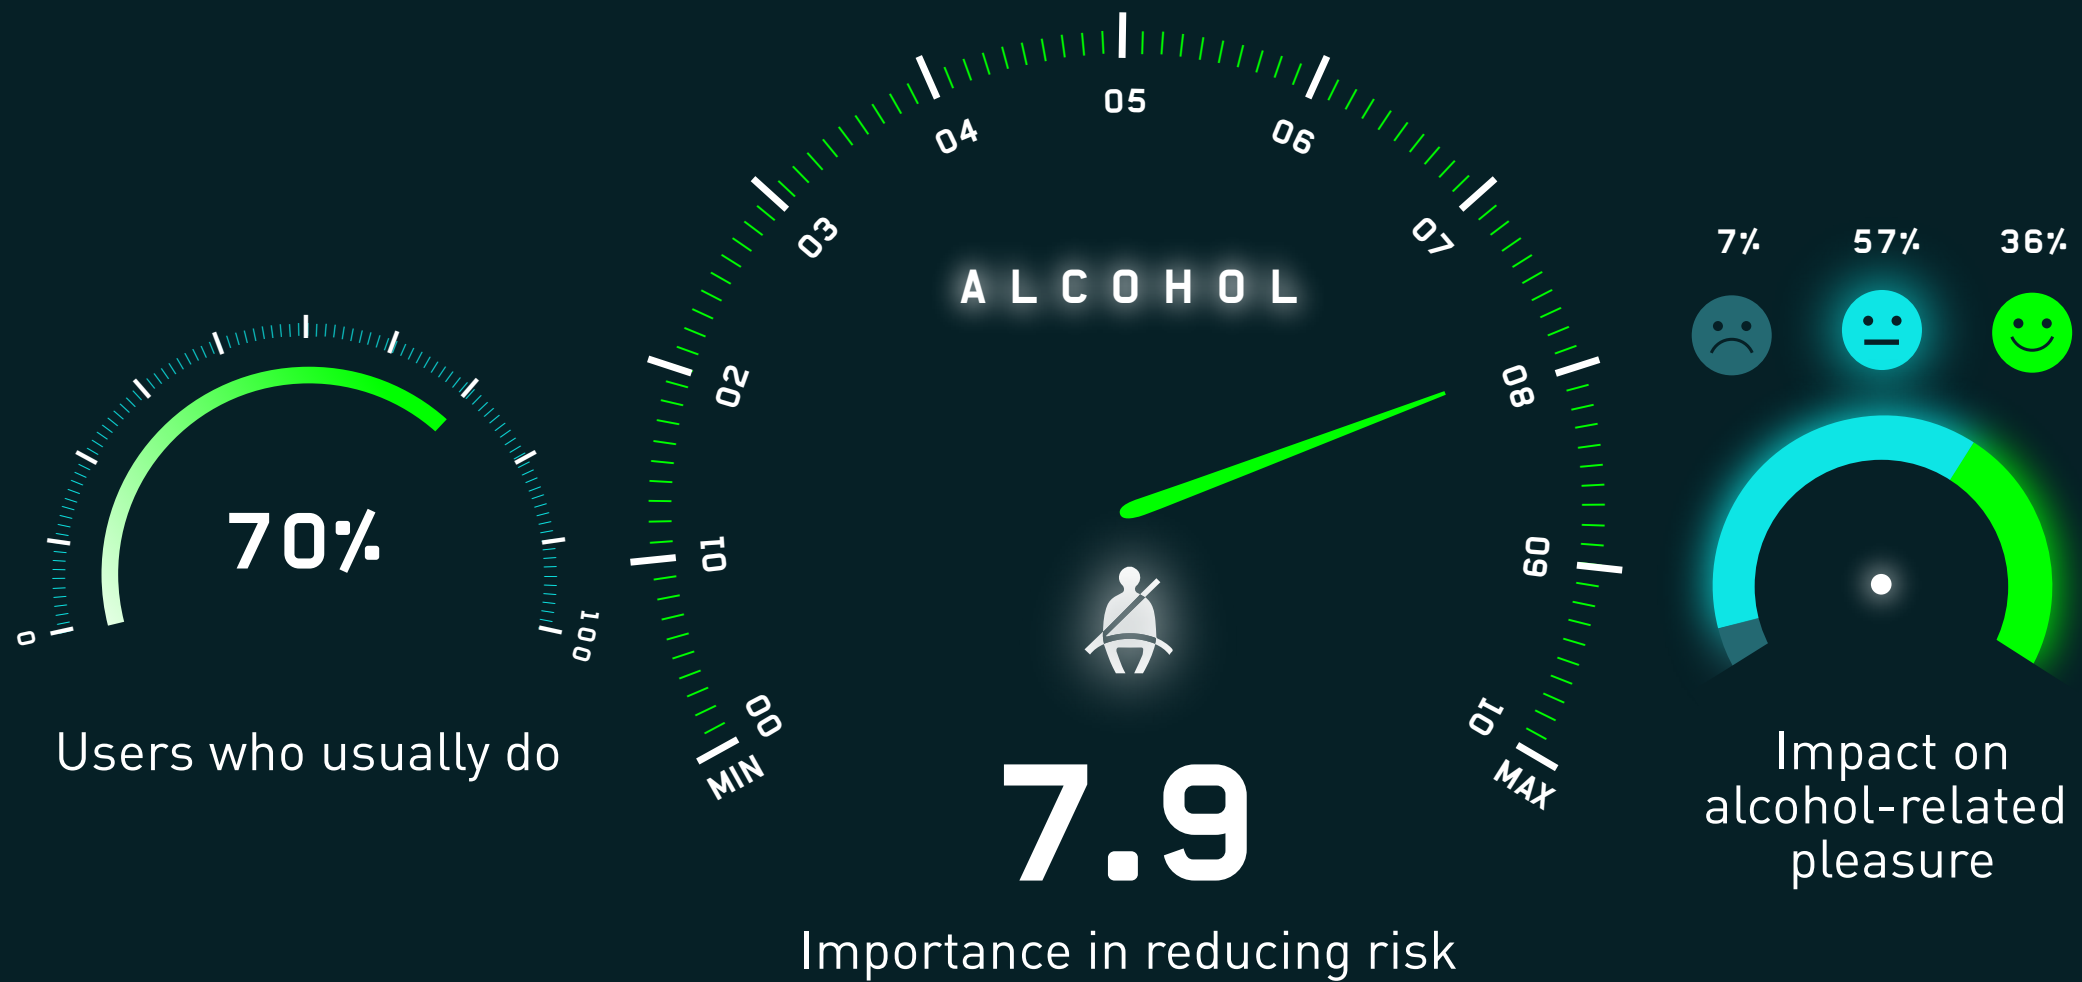 0
100
70%
Users who usually do
ALCOHOL
MIN
00
01
02
03
04
05
06
07
08
09
10
MAX
7.9
Importance in reducing risk
7% 57% 36%
Impact on
alcohol-related
pleasure